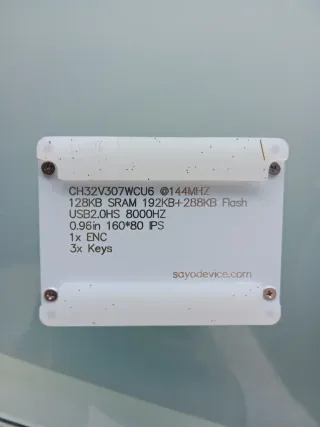 CH32V307WCU6 @144MHZ
128KB SRAM 192KB+288KB Flash
USB2.0HS 8000HZ
0.96in 160*80 IPS
1x ENC
3x Keys
sayodevice.com